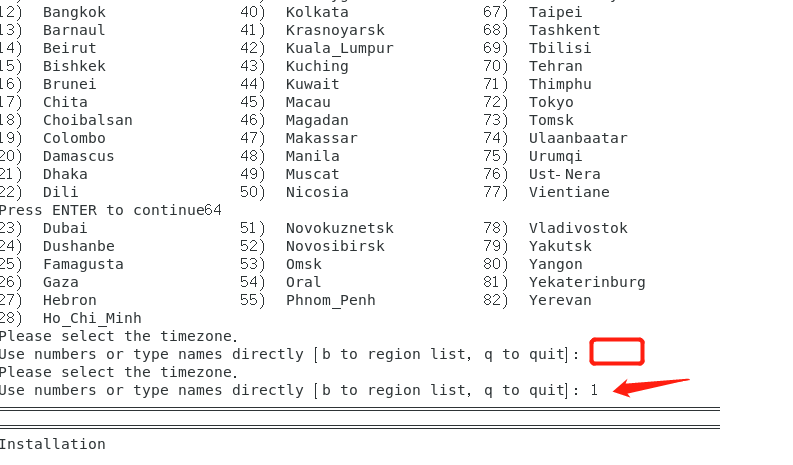 12) Bangkok 40) Kolkata 67) Taipei
13) Barnaul 41) Krasnoyarsk 68) Tashkent
14) Beirut 42) Kuala_Lumpur 69) Tbilisi
15) Bishkek 43) Kuching 70) Tehran
16) Brunei 44) Kuwait 71) Thimphu
17) Chita 45) Macau 72) Tokyo
18) Choibalsan 46) Magadan 73) Tomsk
19) Colombo 47) Makassar 74) Ulaanbaatar
20) Damascus 48) Manila 75) Urumqi
21) Dhaka 49) Muscat 76) Ust-Nera
22) Dili 50) Nicosia 77) Vientiane
Press ENTER to continue64
23) Dubai 51) Novokuznetsk 78) Vladivostok
24) Dushanbe 52) Novosibirsk 79) Yakutsk
25) Famagusta 53) Omsk 80) Yangon
26) Gaza 54) Oral 81) Yekaterinburg
27) Hebron 55) Phnom_Penh 82) Yerevan
28) Ho_Chi_Minh
Please select the timezone.
Use numbers or type names directly [b to region list, q to quit]:
Please select the timezone.
Use numbers or type names directly [b to region list, q to quit]: 1
Installation